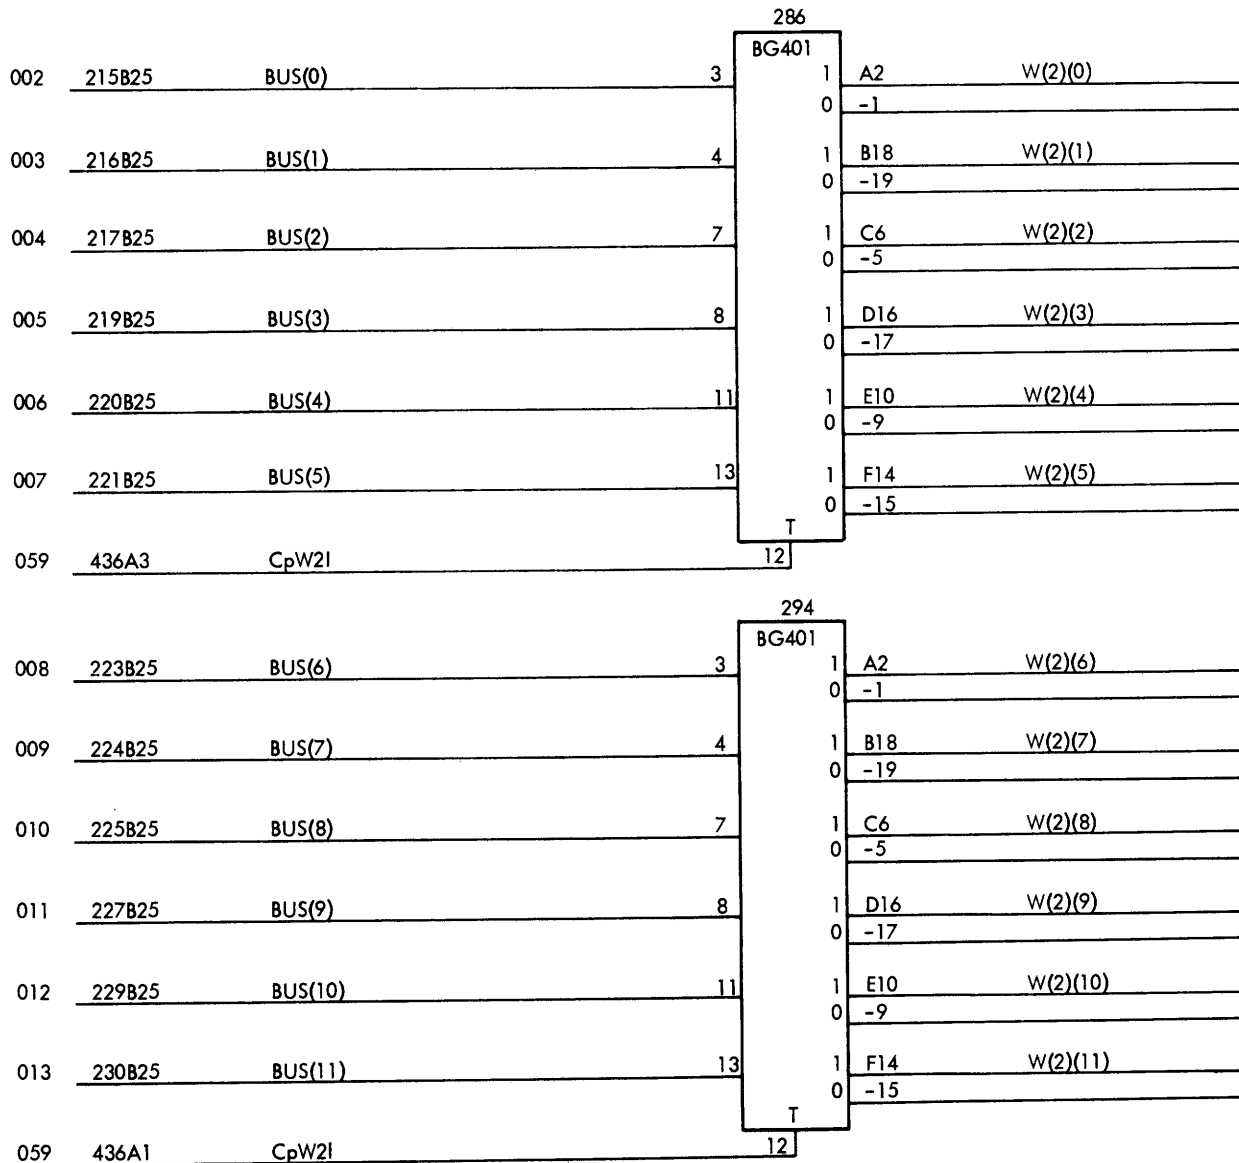 286
BG401
002 215B25 BUS(0) 3 1 A2 W(2)(0)
0 -1
003 216B25 BUS(1) 4 1 B18 W(2)(1)
0 -19
004 217B25 BUS(2) 7 1 C6 W(2)(2)
0 -5
005 219B25 BUS(3) 8 1 D16 W(2)(3)
0 -17
006 220B25 BUS(4) 11 1 E10 W(2)(4)
0 -9
007 221B25 BUS(5) 13 1 F14 W(2)(5)
0 -15
T
059 436A3 CpW2I 12
294
BG401
008 223B25 BUS(6) 3 1 A2 W(2)(6)
0 -1
009 224B25 BUS(7) 4 1 B18 W(2)(7)
0 -19
010 225B25 BUS(8) 7 1 C6 W(2)(8)
0 -5
011 227B25 BUS(9) 8 1 D16 W(2)(9)
0 -17
012 229B25 BUS(10) 11 1 E10 W(2)(10)
0 -9
013 230B25 BUS(11) 13 1 F14 W(2)(11)
0 -15
T
059 436A1 CpW2I 12